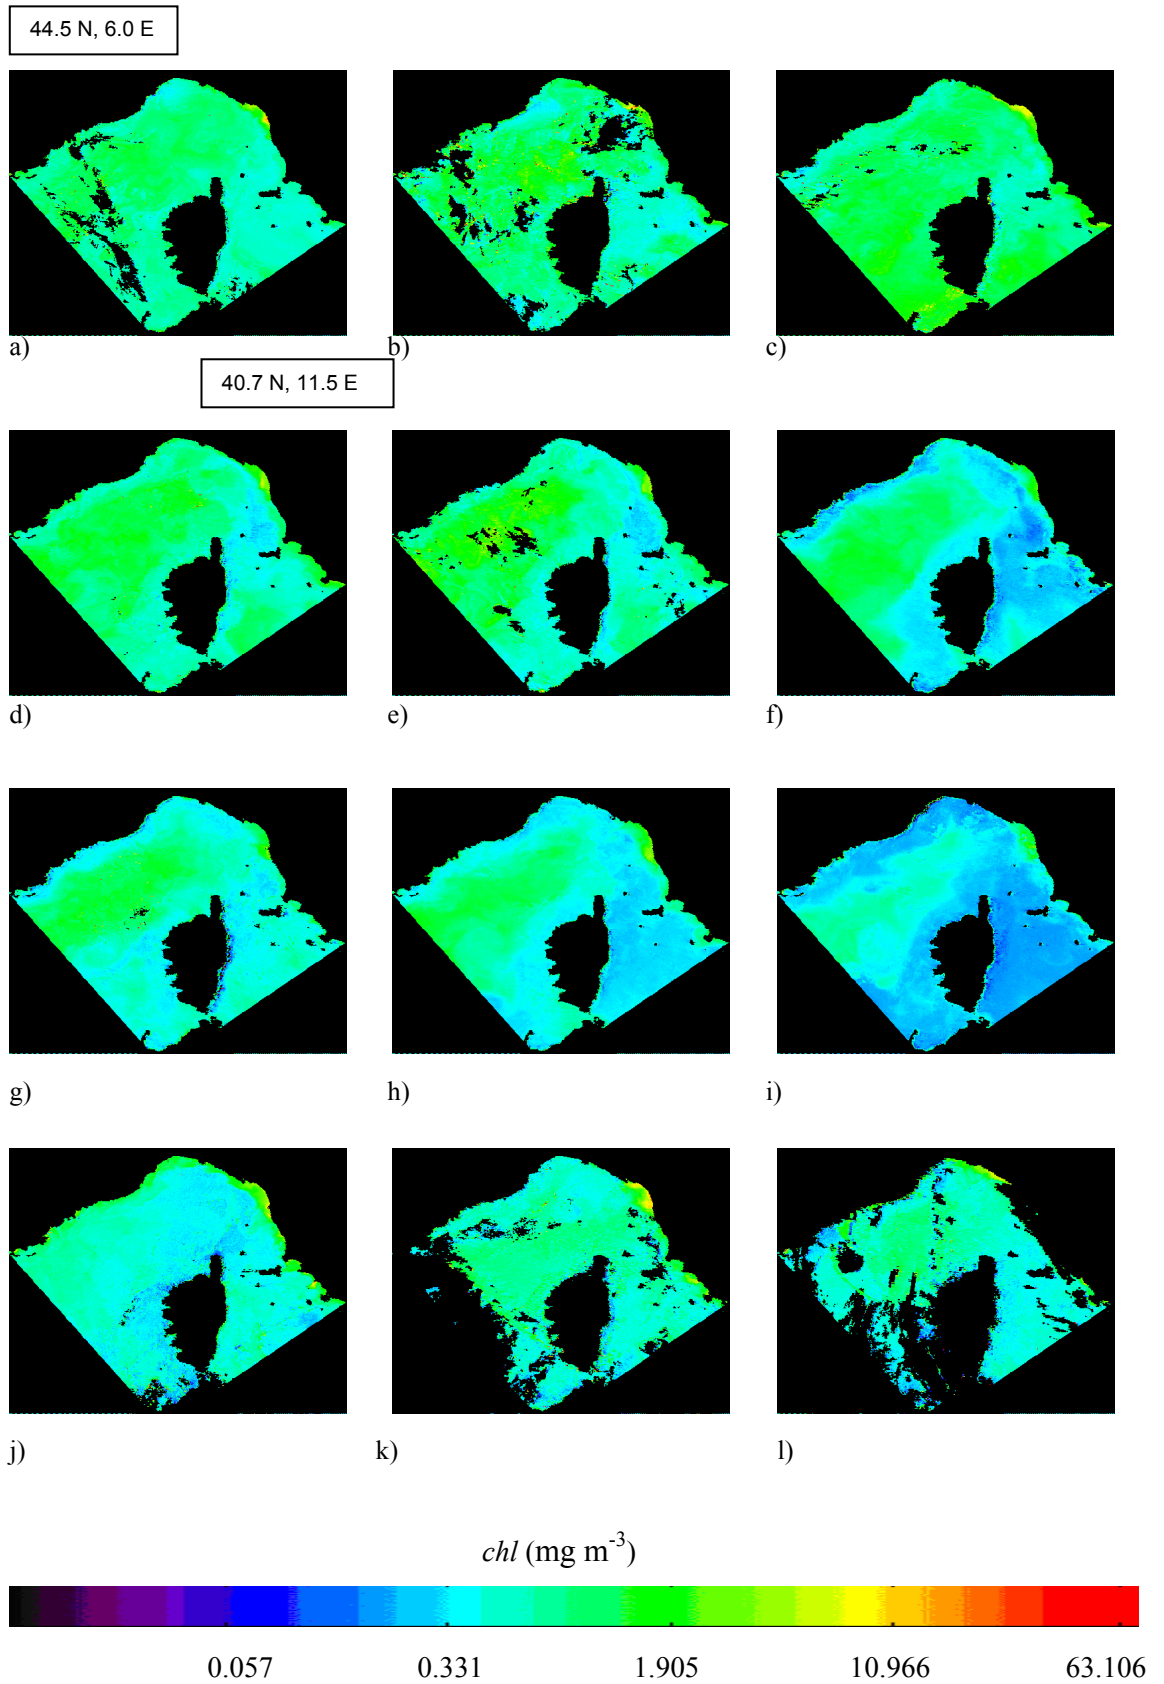 44.5 N, 6.0 E
a) b) c)
40.7 N, 11.5 E
d) e) f)
g) h) i)
j) k) l)
chl (mg m⁻³)
0.057 0.331 1.905 10.966 63.106